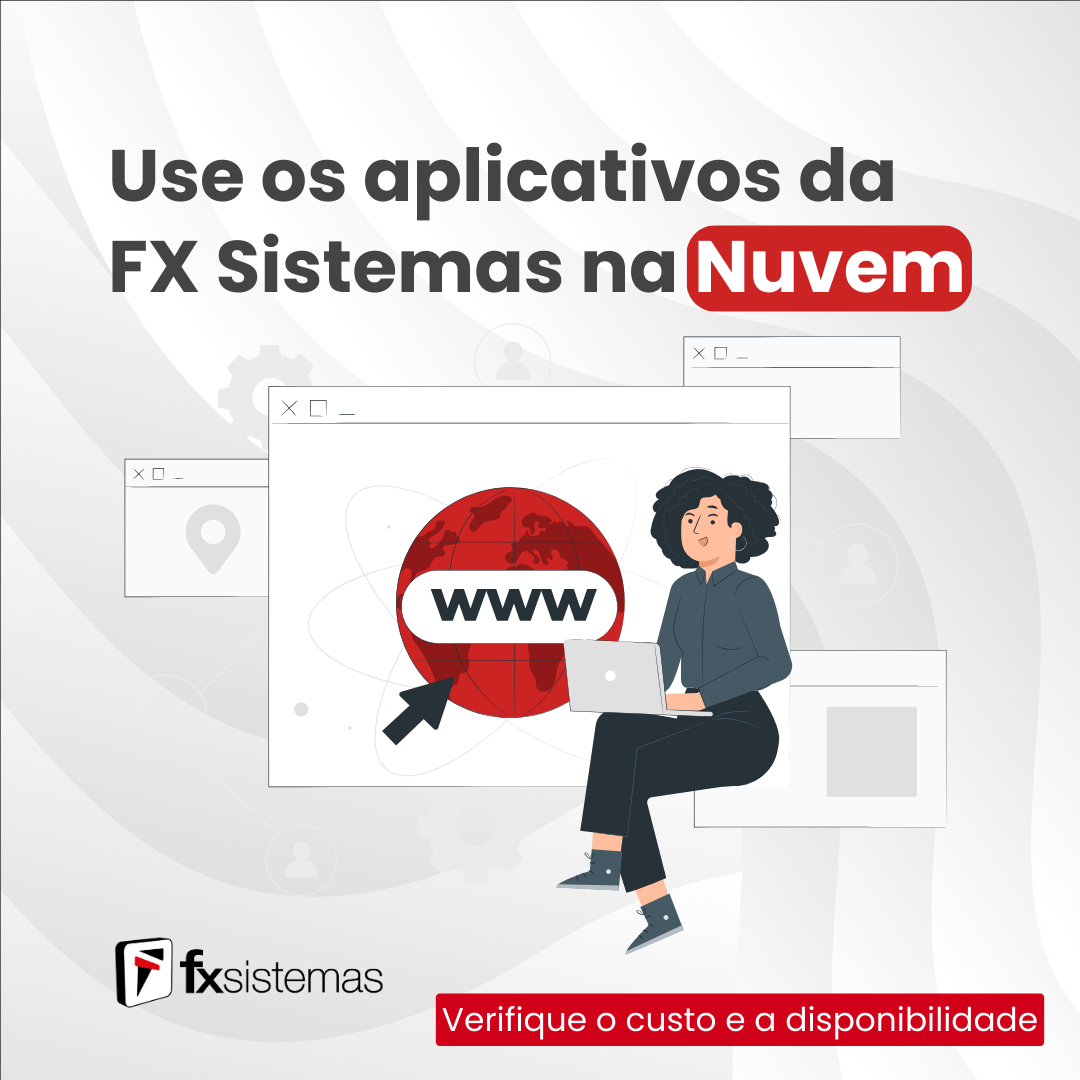 Use os aplicativos da
FX Sistemas na Nuvem
www
fxsistemas
Verifique o custo e a disponibilidade